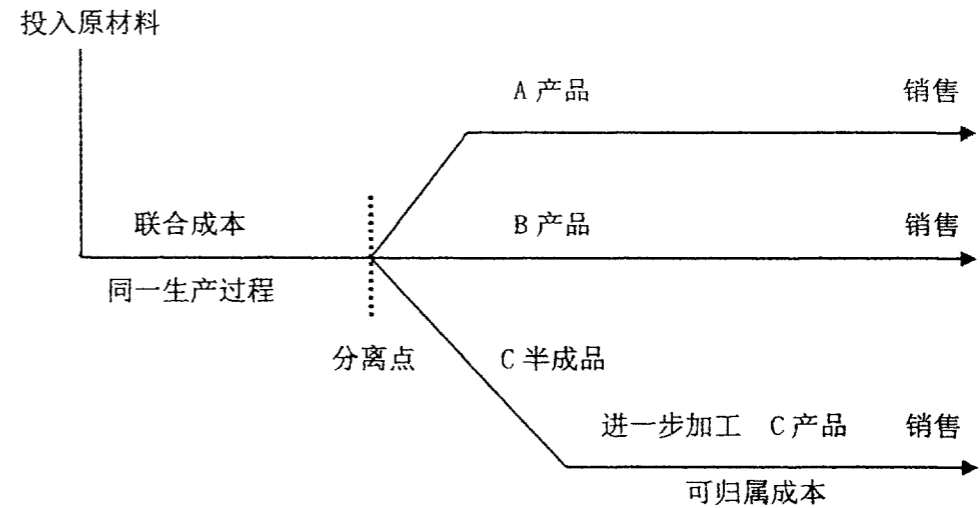 投入原材料
A 产品 销售
联合成本 B 产品 销售
同一生产过程
分离点 C 半成品
进一步加工 C 产品 销售
可归属成本